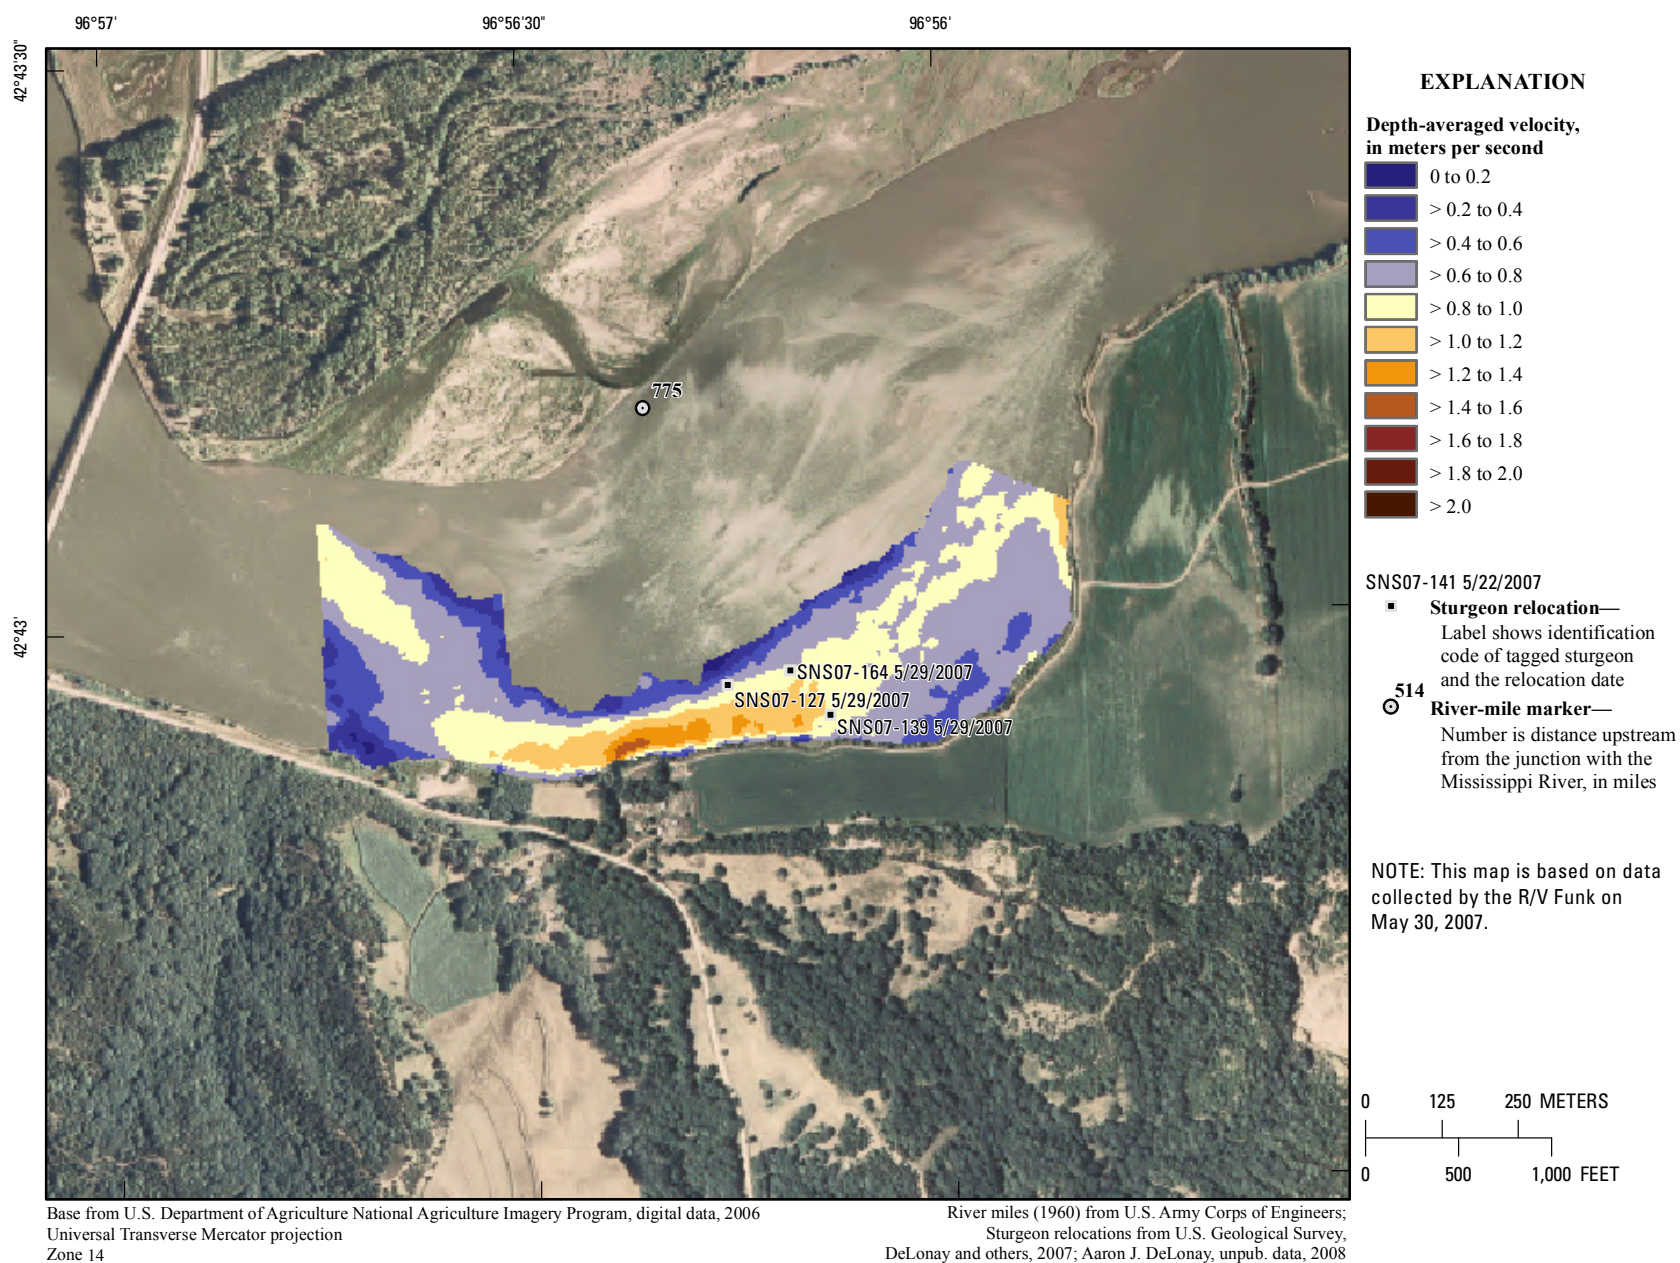 96°57'
96°56'30"
96°56'
42°43'30"
42°43'
775
SNS07-164 5/29/2007
SNS07-127 5/29/2007
SNS07-139 5/29/2007
EXPLANATION
Depth-averaged velocity,
in meters per second
0 to 0.2
> 0.2 to 0.4
> 0.4 to 0.6
> 0.6 to 0.8
> 0.8 to 1.0
> 1.0 to 1.2
> 1.2 to 1.4
> 1.4 to 1.6
> 1.6 to 1.8
> 1.8 to 2.0
> 2.0
SNS07-141 5/22/2007
Sturgeon relocation—
Label shows identification
code of tagged sturgeon
and the relocation date
514
River-mile marker—
Number is distance upstream
from the junction with the
Mississippi River, in miles
NOTE: This map is based on data
collected by the R/V Funk on
May 30, 2007.
0 125 250 METERS
0 500 1,000 FEET
Base from U.S. Department of Agriculture National Agriculture Imagery Program, digital data, 2006
Universal Transverse Mercator projection
Zone 14
River miles (1960) from U.S. Army Corps of Engineers;
Sturgeon relocations from U.S. Geological Survey,
DeLonay and others, 2007; Aaron J. DeLonay, unpub. data, 2008